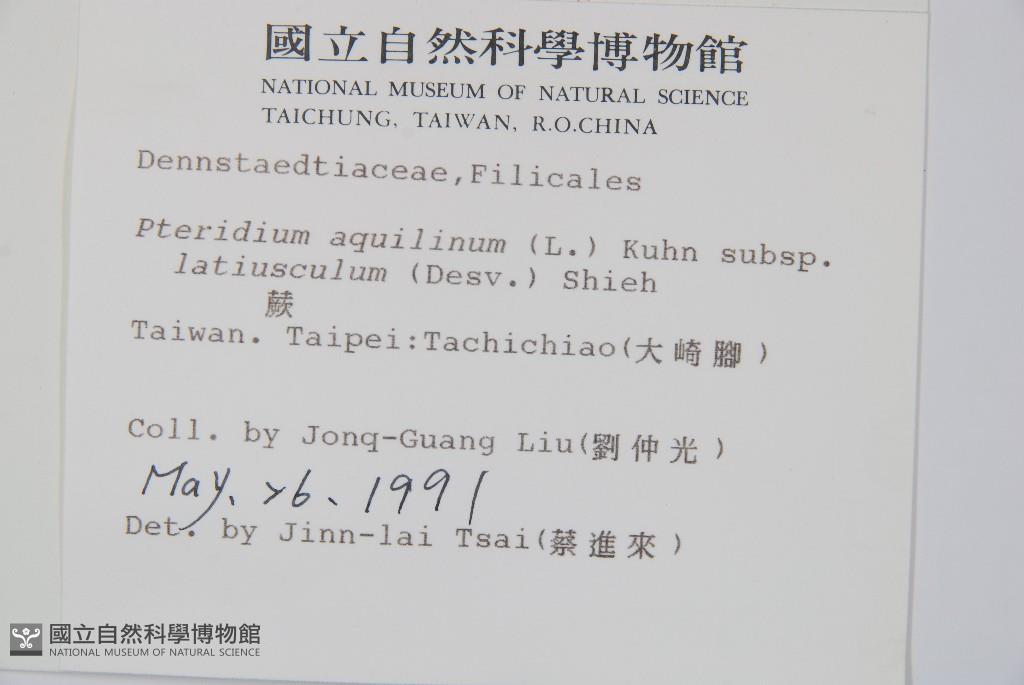 國立自然科學博物館
NATIONAL MUSEUM OF NATURAL SCIENCE
TAICHUNG, TAIWAN, R.O.CHINA
Dennstaedtiaceae,Filicales
Pteridium aquilinum (L.) Kuhn subsp.
latiusculum (Desv.) Shieh
蕨
Taiwan. Taipei:Tachichiao(大崎腳)
Coll. by Jonq-Guang Liu(劉仲光)
May. 26. 1991
Det. by Jinn-lai Tsai(蔡進來)
國立自然科學博物館
NATIONAL MUSEUM OF NATURAL SCIENCE